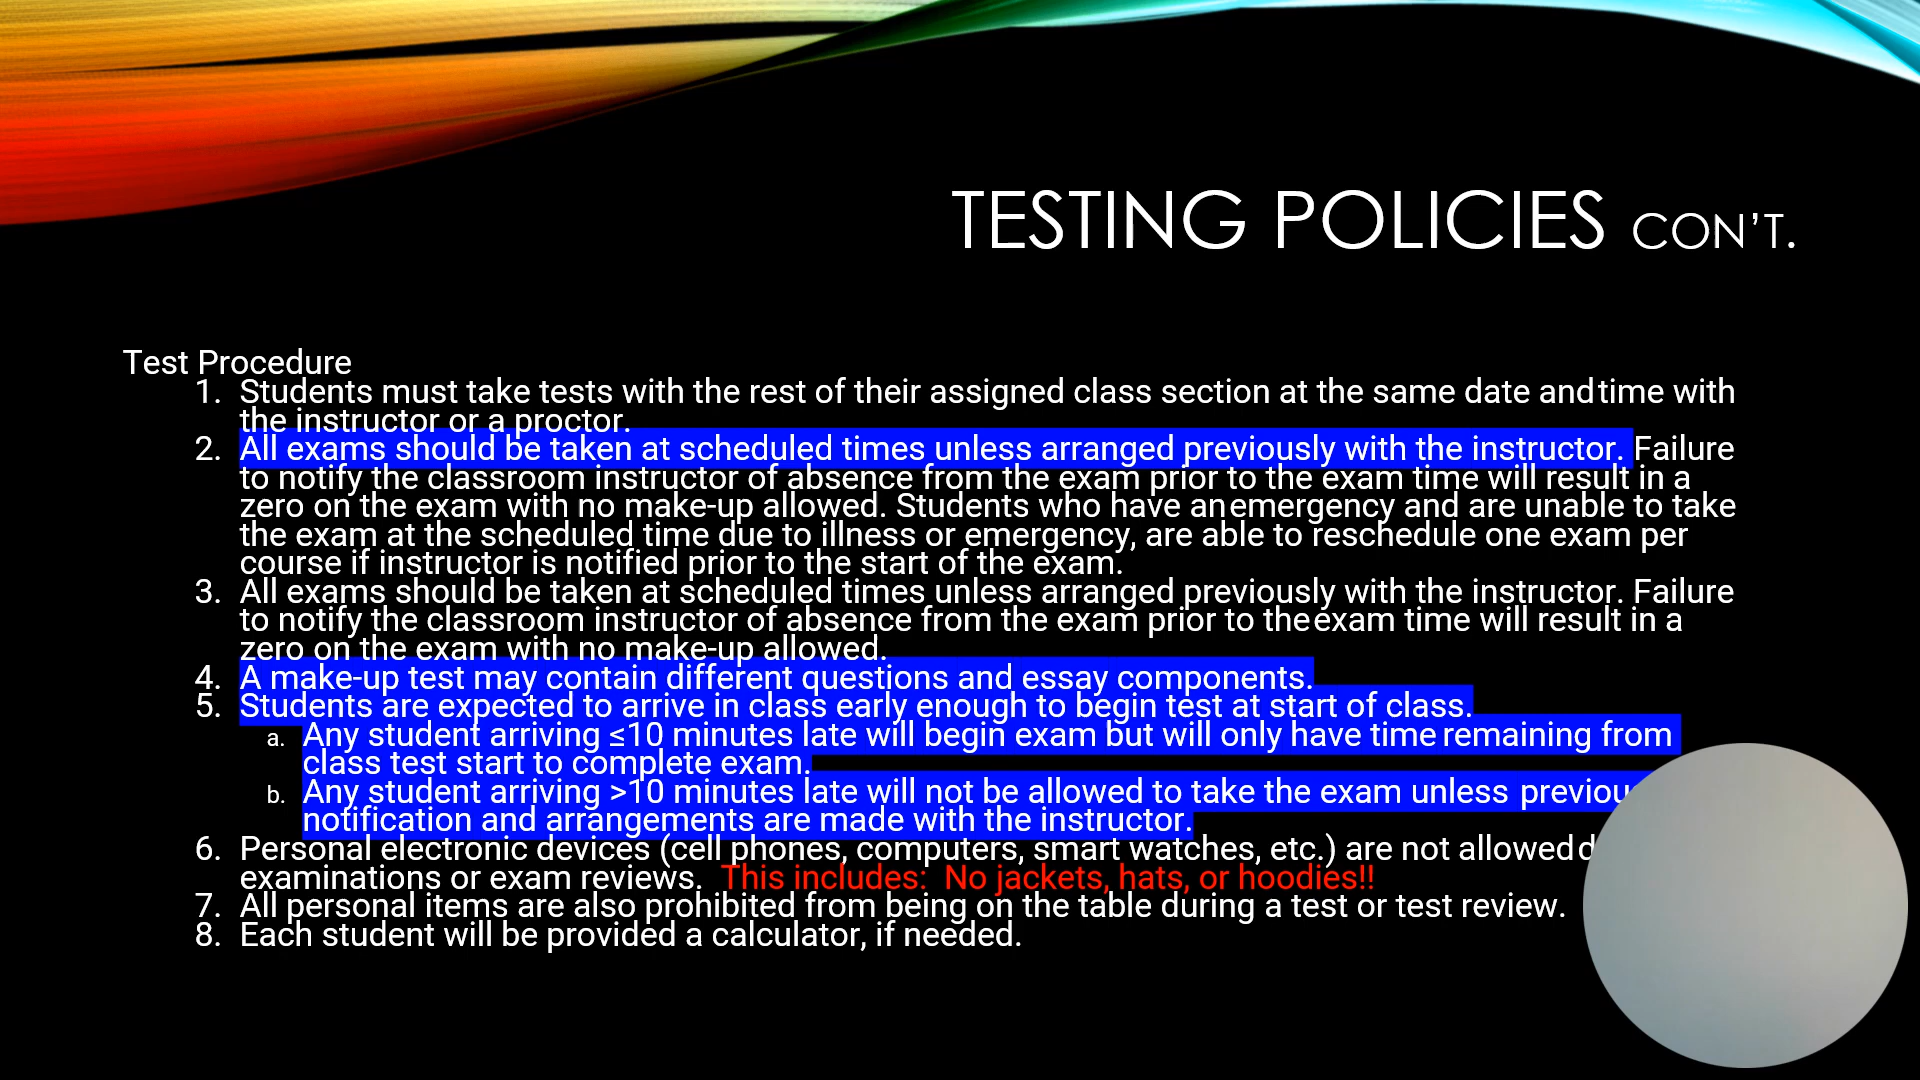 TESTING POLICIES CON'T.
Test Procedure
1. Students must take tests with the rest of their assigned class section at the same date and time with
the instructor or a proctor.
2. All exams should be taken at scheduled times unless arranged previously with the instructor. Failure
to notify the classroom instructor of absence from the exam prior to the exam time will result in a
zero on the exam with no make-up allowed. Students who have an emergency and are unable to take
the exam at the scheduled time due to illness or emergency, are able to reschedule one exam per
course if instructor is notified prior to the start of the exam.
3. All exams should be taken at scheduled times unless arranged previously with the instructor. Failure
to notify the classroom instructor of absence from the exam prior to the exam time will result in a
zero on the exam with no make-up allowed.
4. A make-up test may contain different questions and essay components.
5. Students are expected to arrive in class early enough to begin test at start of class.
a. Any student arriving ≤10 minutes late will begin exam but will only have time remaining from
class test start to complete exam.
b. Any student arriving >10 minutes late will not be allowed to take the exam unless
notification and arrangements are made with the instructor.
6. Personal electronic devices (cell phones, computers, smart watches, etc.) are not allowed
examinations or exam reviews. This includes: No jackets, hats, or hoodies!!
7. All personal items are also prohibited from being on the table during a test or test review.
8. Each student will be provided a calculator, if needed.